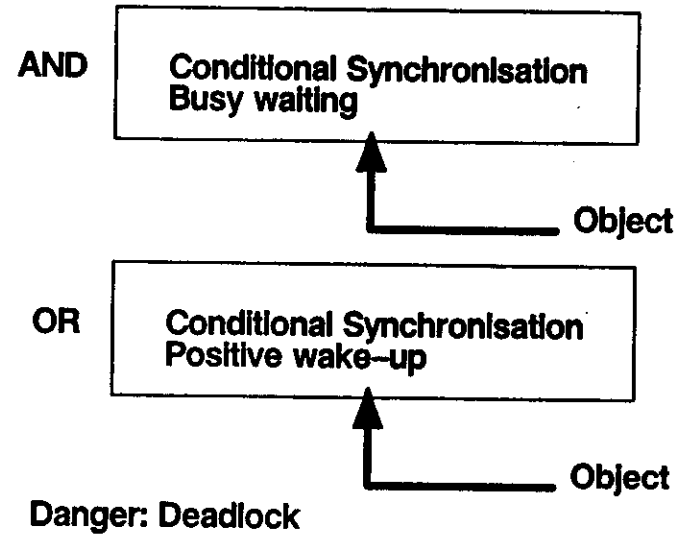 AND
Conditional Synchronisation
Busy waiting
Object
OR
Conditional Synchronisation
Positive wake-up
Object
Danger: Deadlock